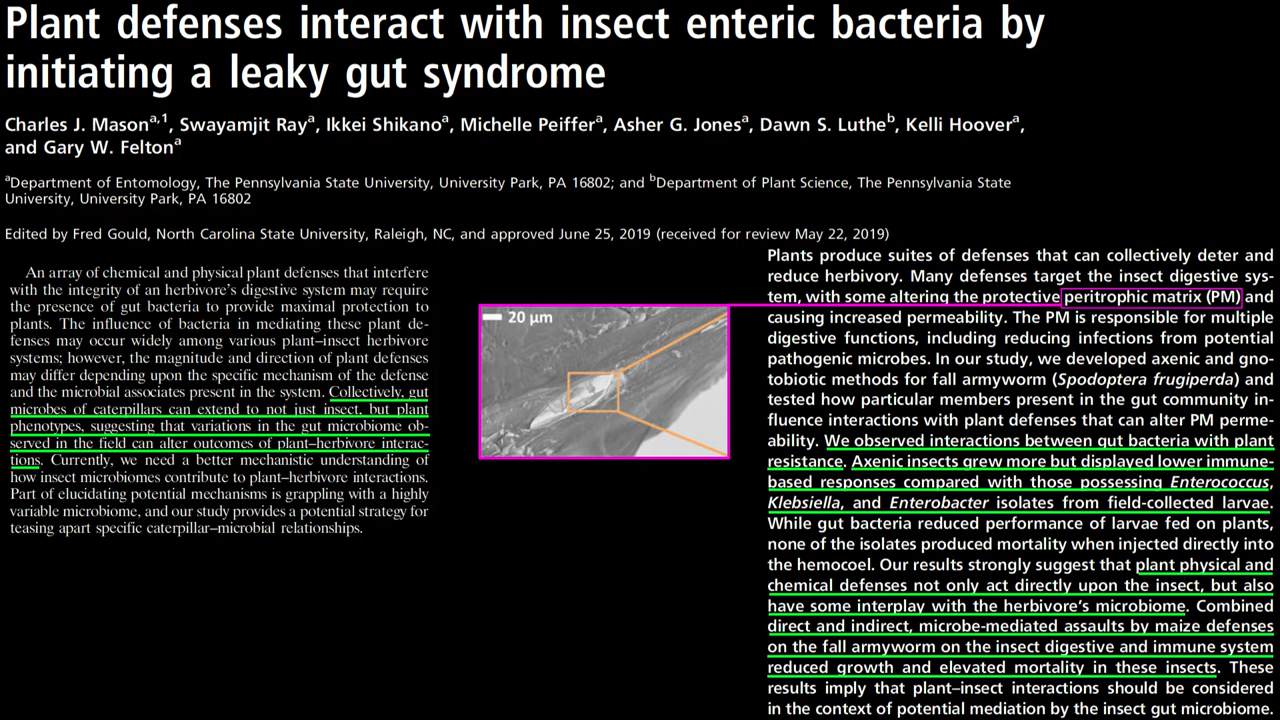 Plant defenses interact with insect enteric bacteria by
initiating a leaky gut syndrome
Charles J. Masonᵃ,¹, Swayamjit Rayᵃ, Ikkei Shikanoᵃ, Michelle Peifferᵃ, Asher G. Jonesᵃ, Dawn S. Lutheᵇ, Kelli Hooverᵃ,
and Gary W. Feltonᵃ
ᵃDepartment of Entomology, The Pennsylvania State University, University Park, PA 16802; and ᵇDepartment of Plant Science, The Pennsylvania State
University, University Park, PA 16802
Edited by Fred Gould, North Carolina State University, Raleigh, NC, and approved June 25, 2019 (received for review May 22, 2019)
An array of chemical and physical plant defenses that interfere
with the integrity of an herbivore's digestive system may require
the presence of gut bacteria to provide maximal protection to
plants. The influence of bacteria in mediating these plant de-
fenses may occur widely among various plant–insect herbivore
systems; however, the magnitude and direction of plant defenses
may differ depending upon the specific mechanism of the defense
and the microbial associates present in the system. Collectively, gut
microbes of caterpillars can extend to not just insect, but plant
phenotypes, suggesting that variations in the gut microbiome ob-
served in the field can alter outcomes of plant–herbivore interac-
tions. Currently, we need a better mechanistic understanding of
how insect microbiomes contribute to plant–herbivore interactions.
Part of elucidating potential mechanisms is grappling with a highly
variable microbiome, and our study provides a potential strategy for
teasing apart specific caterpillar–microbial relationships.
20 µm
Plants produce suites of defenses that can collectively deter and
reduce herbivory. Many defenses target the insect digestive sys-
tem, with some altering the protective peritrophic matrix (PM) and
causing increased permeability. The PM is responsible for multiple
digestive functions, including reducing infections from potential
pathogenic microbes. In our study, we developed axenic and gno-
tobiotic methods for fall armyworm (Spodoptera frugiperda) and
tested how particular members present in the gut community in-
fluence interactions with plant defenses that can alter PM perme-
ability. We observed interactions between gut bacteria with plant
resistance. Axenic insects grew more but displayed lower immune-
based responses compared with those possessing Enterococcus,
Klebsiella, and Enterobacter isolates from field-collected larvae.
While gut bacteria reduced performance of larvae fed on plants,
none of the isolates produced mortality when injected directly into
the hemocoel. Our results strongly suggest that plant physical and
chemical defenses not only act directly upon the insect, but also
have some interplay with the herbivore's microbiome. Combined
direct and indirect, microbe-mediated assaults by maize defenses
on the fall armyworm on the insect digestive and immune system
reduced growth and elevated mortality in these insects. These
results imply that plant–insect interactions should be considered
in the context of potential mediation by the insect gut microbiome.